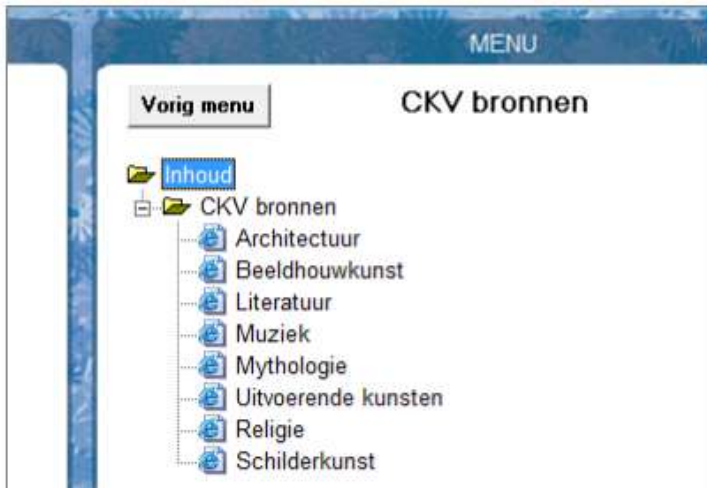 MENU
Vorig menu
CKV bronnen
Inhoud
CKV bronnen
Architectuur
Beeldhouwkunst
Literatuur
Muziek
Mythologie
Uitvoerende kunsten
Religie
Schilderkunst